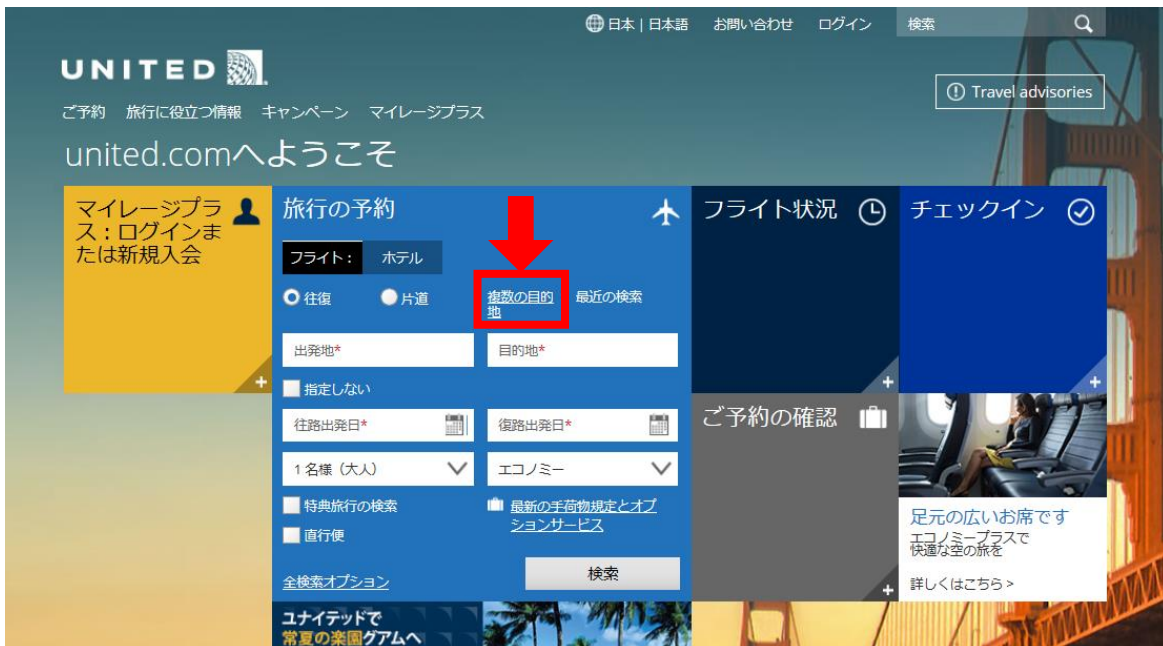 日本 | 日本語 お問い合わせ ログイン 検索
UNITED
Travel advisories
ご予約 旅行に役立つ情報 キャンペーン マイレージプラス
united.comへようこそ
マイレージプラ
ス：ログインま
たは新規入会
旅行の予約
フライト： ホテル
往復 片道 複数の目的
地
最近の検索
出発地* 目的地*
指定しない
往路出発日* 復路出発日*
1 名様（大人） エコノミー
特典旅行の検索
直行便
最新の手荷物規定とオプ
ションサービス
全検索オプション 検索
フライト状況
チェックイン
ご予約の確認
足元の広いお席です
エコノミープラスで
快適な空の旅を
詳しくはこちら >
ユナイテッドで
常夏の楽園グアムへ